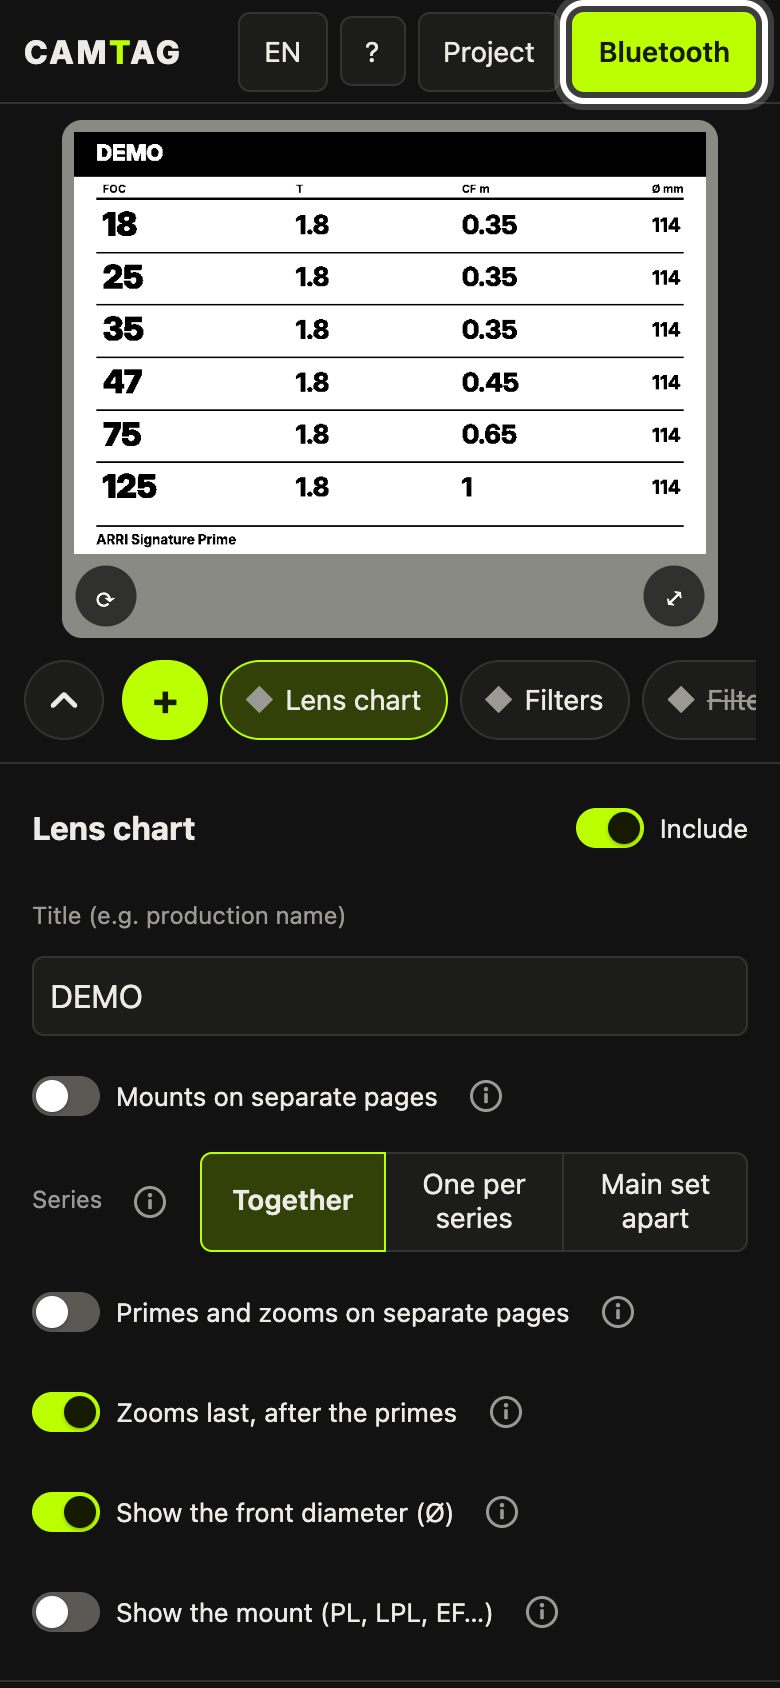 CAMTAG EN ? Project Bluetooth
DEMO
FOC T CF m Ø mm
18 1.8 0.35 114
25 1.8 0.35 114
35 1.8 0.35 114
47 1.8 0.45 114
75 1.8 0.65 114
125 1.8 1 114
ARRI Signature Prime
+ Lens chart Filters Filte
Lens chart Include
Title (e.g. production name)
DEMO
Mounts on separate pages
Series Together One per series Main set apart
Primes and zooms on separate pages
Zooms last, after the primes
Show the front diameter (Ø)
Show the mount (PL, LPL, EF...)